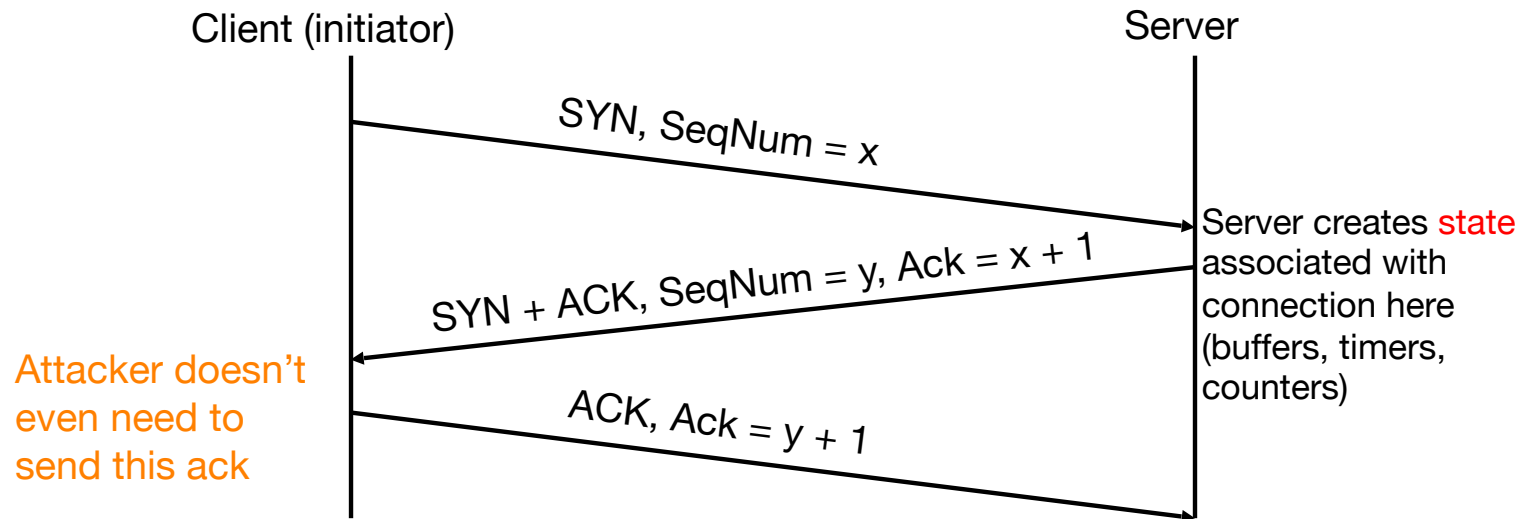 Client (initiator)
Server
SYN, SeqNum = x
Server creates state
associated with
connection here
(buffers, timers,
counters)
SYN + ACK, SeqNum = y, Ack = x + 1
Attacker doesn’t
even need to
send this ack
ACK, Ack = y + 1